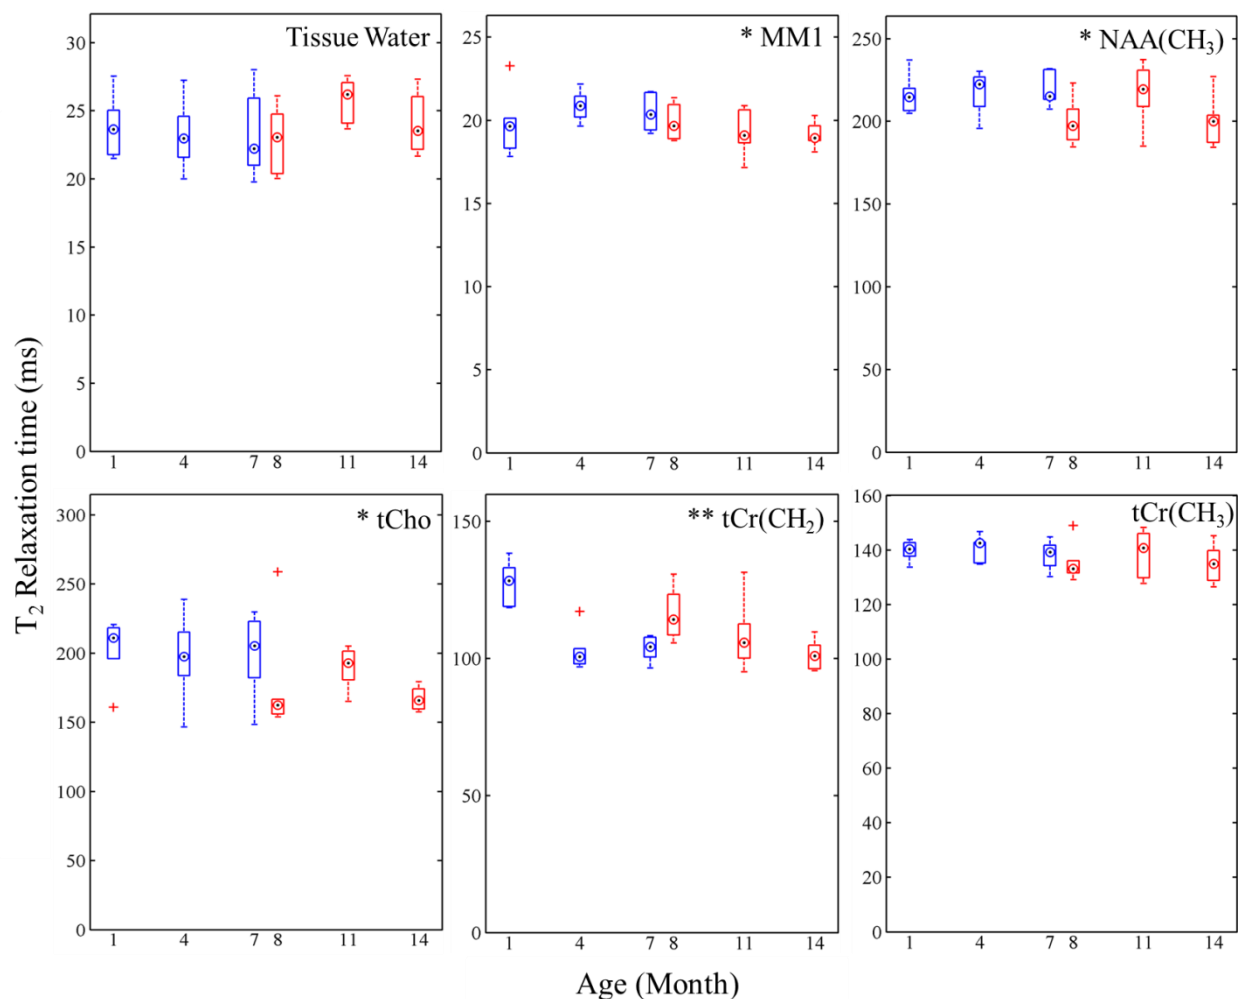 Tissue Water
30
25
20
15
10
5
0
1 4 7 8 11 14
* MM1
25
20
15
10
5
0
1 4 7 8 11 14
* NAA(CH₃)
250
200
150
100
50
0
1 4 7 8 11 14
* tCho
300
250
200
150
100
50
0
1 4 7 8 11 14
** tCr(CH₂)
150
100
50
0
1 4 7 8 11 14
tCr(CH₃)
160
140
120
100
80
60
40
20
0
1 4 7 8 11 14
T₂ Relaxation time (ms)
Age (Month)